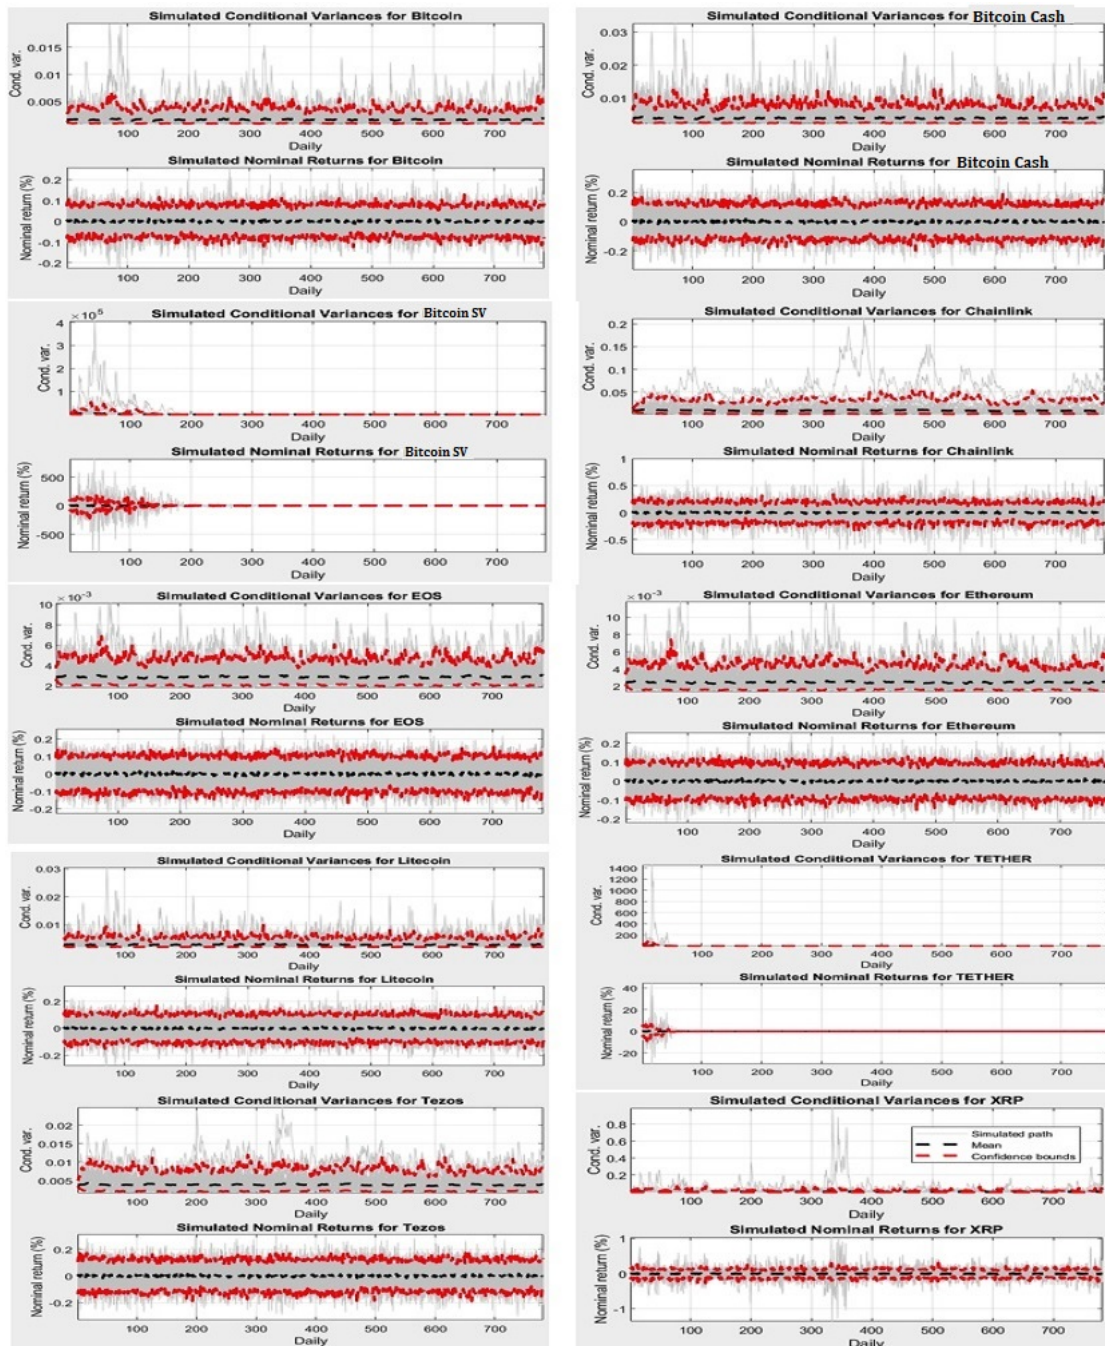 Simulated Conditional Variances for Bitcoin
Cond. var.
0.015
0.01
0.005
100 200 300 400 500 600 700
Daily
Simulated Nominal Returns for Bitcoin
Nominal return (%)
0.2
0.1
0
-0.1
-0.2
100 200 300 400 500 600 700
Daily
Simulated Conditional Variances for Bitcoin Cash
Cond. var.
0.03
0.02
0.01
100 200 300 400 500 600 700
Daily
Simulated Nominal Returns for Bitcoin Cash
Nominal return (%)
0.2
0
-0.2
100 200 300 400 500 600 700
Daily
Simulated Conditional Variances for Bitcoin SV
× 10^5
Cond. var.
4
3
2
1
100 200 300 400 500 600 700
Daily
Simulated Nominal Returns for Bitcoin SV
Nominal return (%)
500
0
-500
100 200 300 400 500 600 700
Daily
Simulated Conditional Variances for Chainlink
Cond. var.
0.2
0.15
0.1
0.05
100 200 300 400 500 600 700
Daily
Simulated Nominal Returns for Chainlink
Nominal return (%)
1
0.5
0
-0.5
100 200 300 400 500 600 700
Daily
Simulated Conditional Variances for EOS
× 10^-3
Cond. var.
10
8
6
4
2
100 200 300 400 500 600 700
Daily
Simulated Nominal Returns for EOS
Nominal return (%)
0.2
0.1
0
-0.1
-0.2
100 200 300 400 500 600 700
Daily
Simulated Conditional Variances for Ethereum
× 10^-3
Cond. var.
10
8
6
4
2
100 200 300 400 500 600 700
Daily
Simulated Nominal Returns for Ethereum
Nominal return (%)
0.2
0.1
0
-0.1
-0.2
100 200 300 400 500 600 700
Daily
Simulated Conditional Variances for Litecoin
Cond. var.
0.03
0.02
0.01
100 200 300 400 500 600 700
Daily
Simulated Nominal Returns for Litecoin
Nominal return (%)
0.2
0
-0.2
100 200 300 400 500 600 700
Daily
Simulated Conditional Variances for TETHER
Cond. var.
1400
1200
1000
800
600
400
200
100 200 300 400 500 600 700
Daily
Simulated Nominal Returns for TETHER
Nominal return (%)
40
20
0
-20
100 200 300 400 500 600 700
Daily
Simulated Conditional Variances for Tezos
Cond. var.
0.02
0.015
0.01
0.005
100 200 300 400 500 600 700
Daily
Simulated Nominal Returns for Tezos
Nominal return (%)
0.2
0
-0.2
100 200 300 400 500 600 700
Daily
Simulated Conditional Variances for XRP
Cond. var.
0.8
0.6
0.4
0.2
Simulated path
Mean
Confidence bounds
100 200 300 400 500 600 700
Daily
Simulated Nominal Returns for XRP
Nominal return (%)
1
0
-1
100 200 300 400 500 600 700
Daily